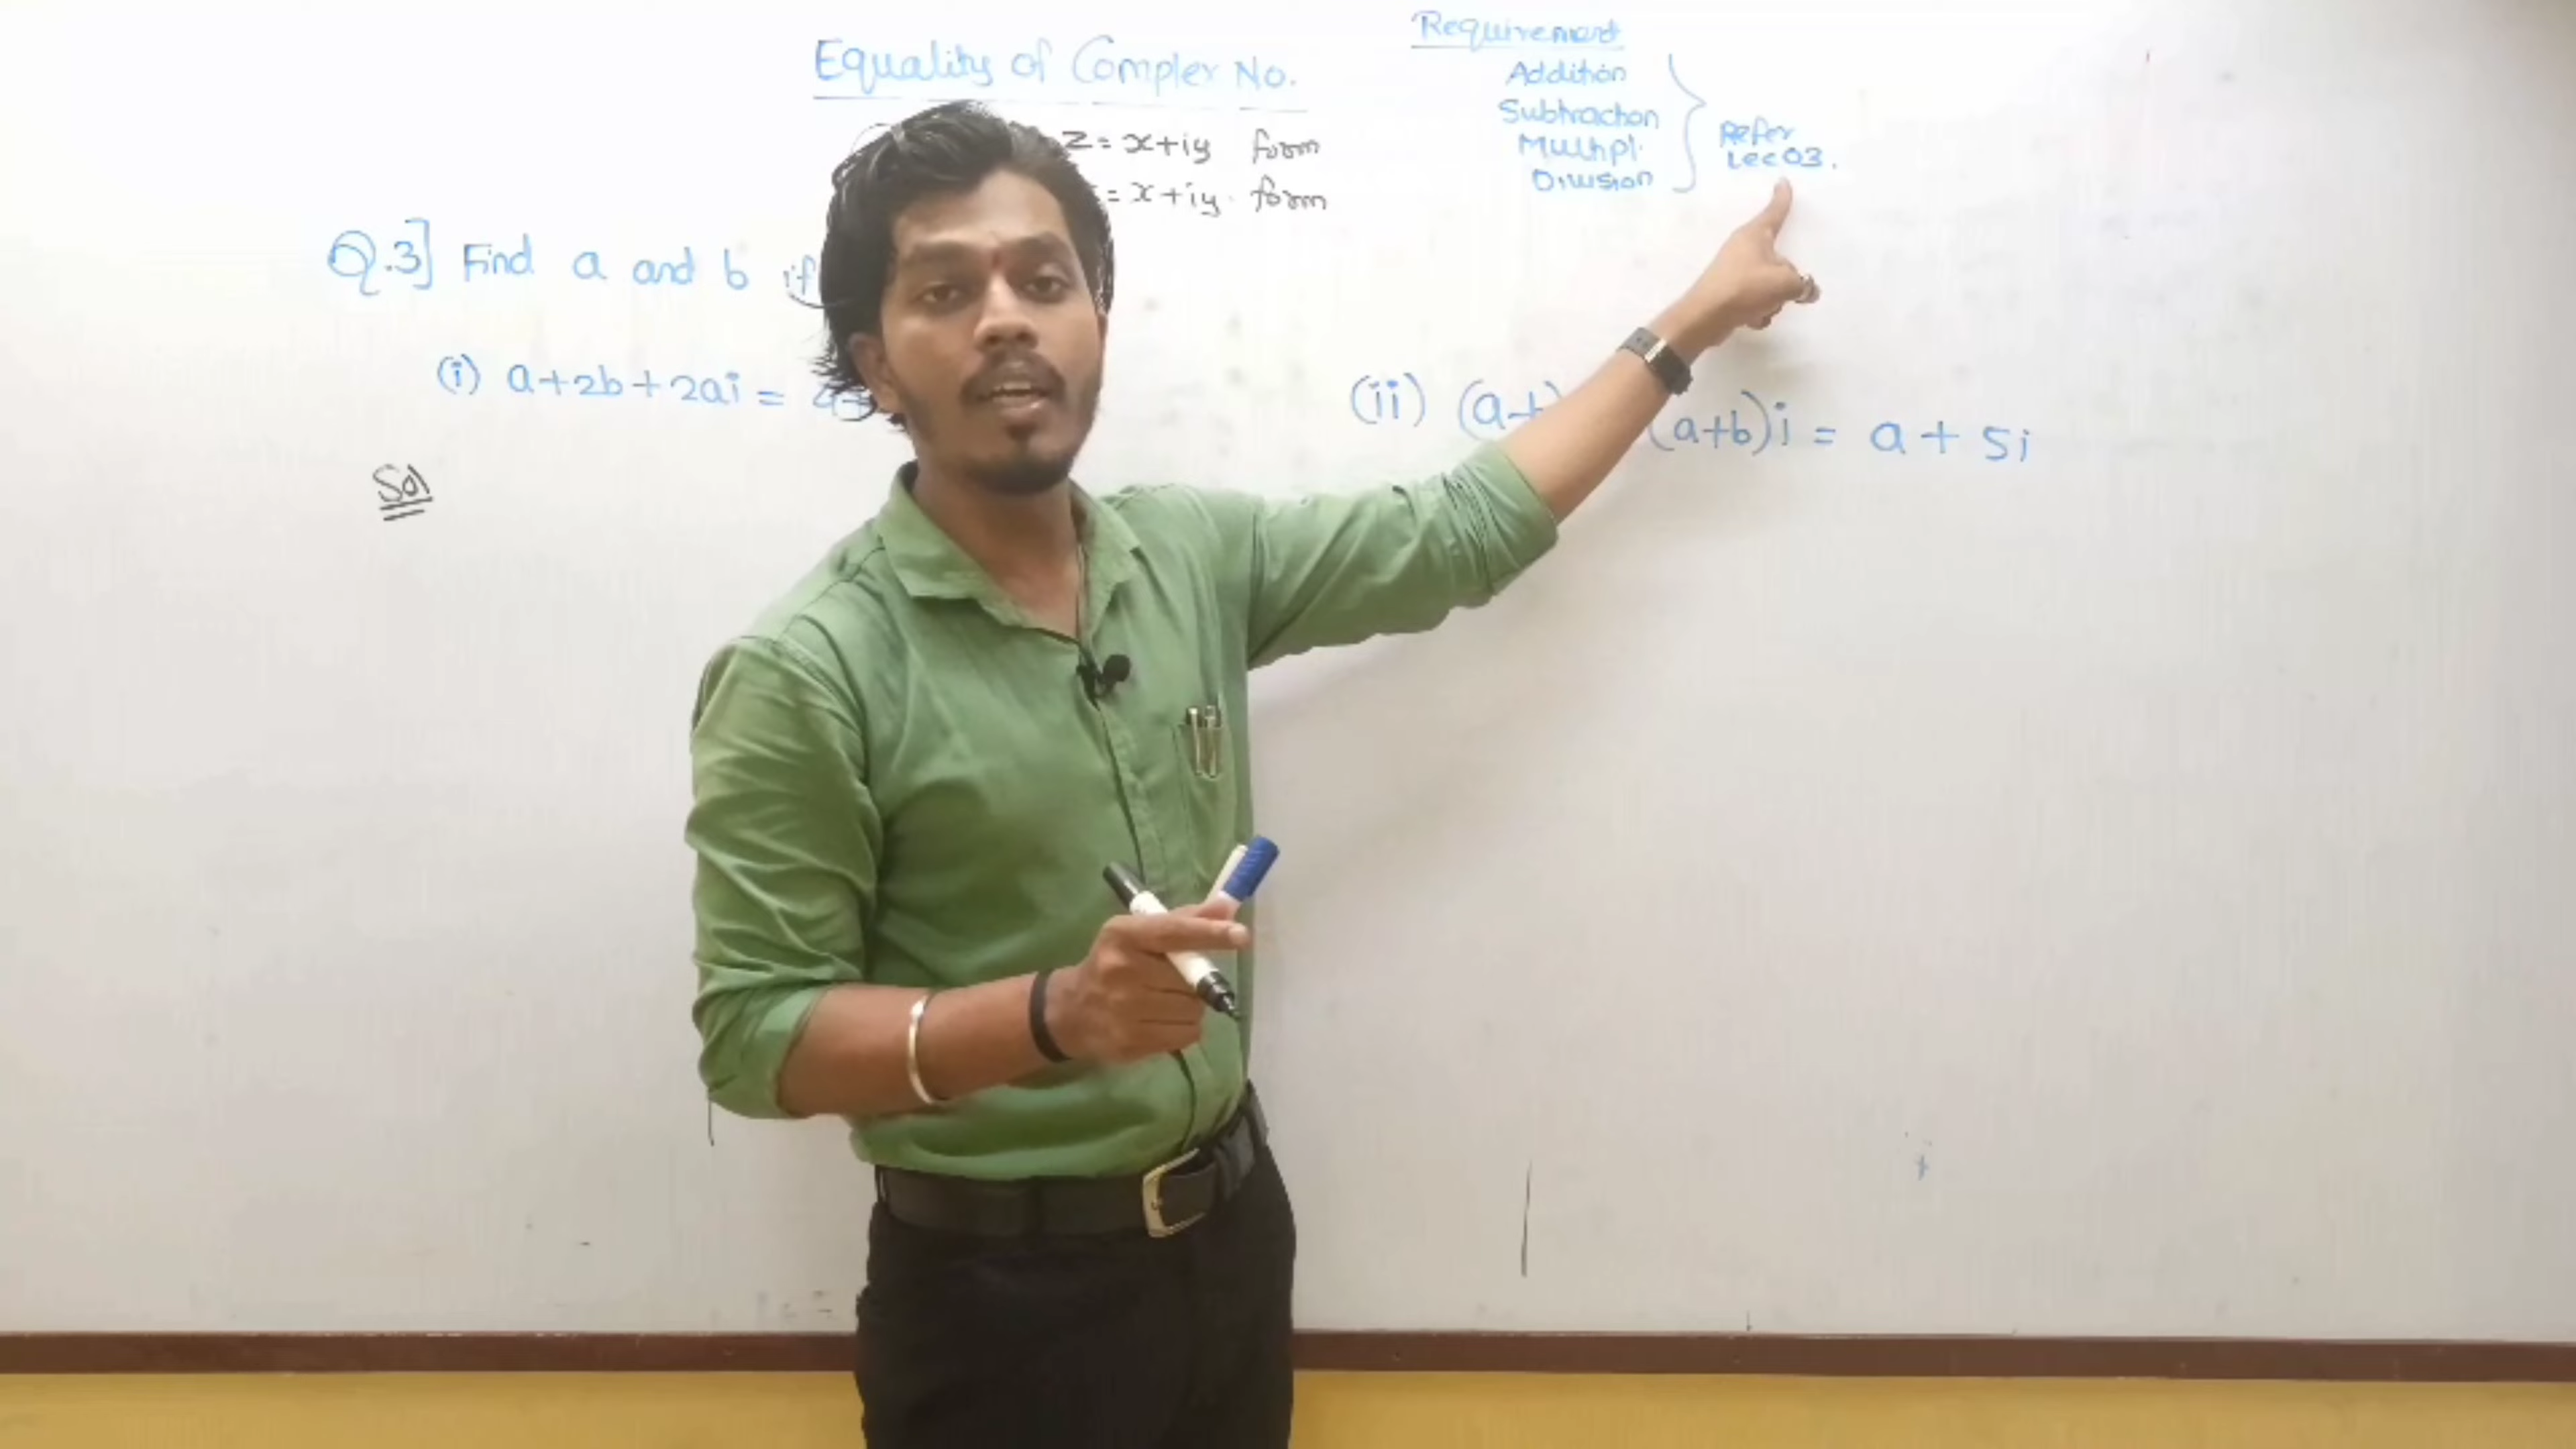 Equality of Complex No.
z = x+iy form
= x+iy. form
Requirement
Addition
Subtraction
Multipl.
Division
Refer
Lec 03.
Q.3] Find a and b if
(i) a+2b+2ai =
(ii) (a+ (a+b)i = a + 5i
Sol